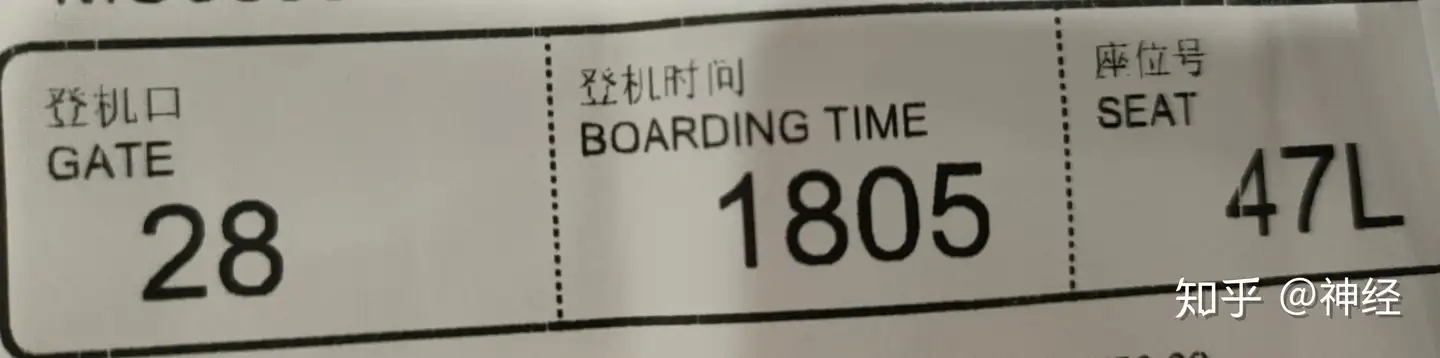 登机口
GATE
28
登机时间
BOARDING TIME
1805
座位号
SEAT
47L
知乎 @神经